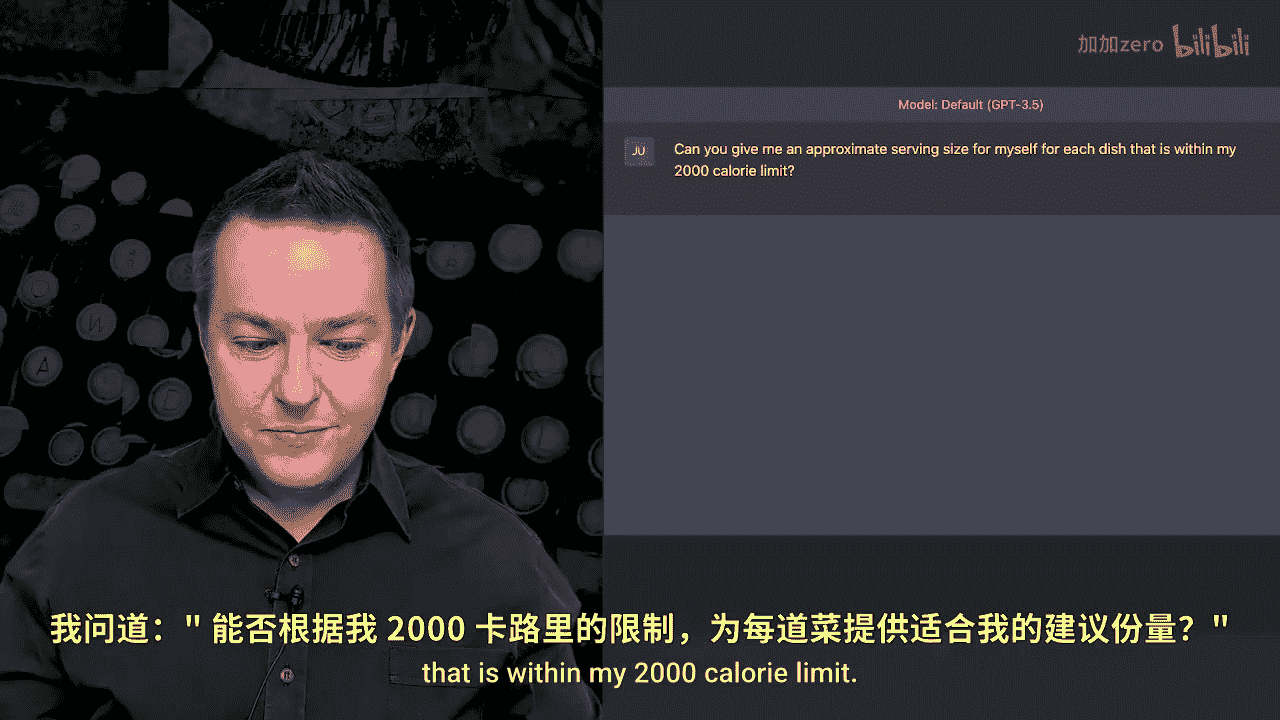 加加zero bilibili
Model: Default (GPT-3.5)
JU
Can you give me an approximate serving size for myself for each dish that is within my
2000 calorie limit?
我问道："能否根据我 2000 卡路里的限制，为每道菜提供适合我的建议份量？"
that is within my 2000 calorie limit.